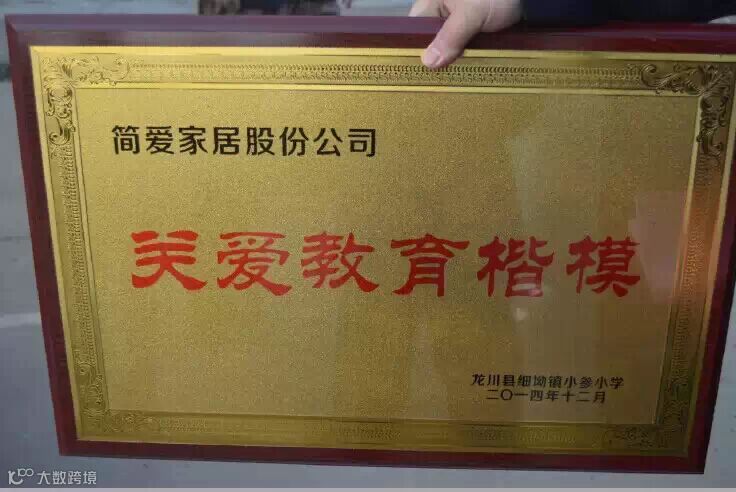 简爱家居股份公司
关爱教育楷模
龙川县细坳镇小参小学
二〇一四年十二月
大数跨境